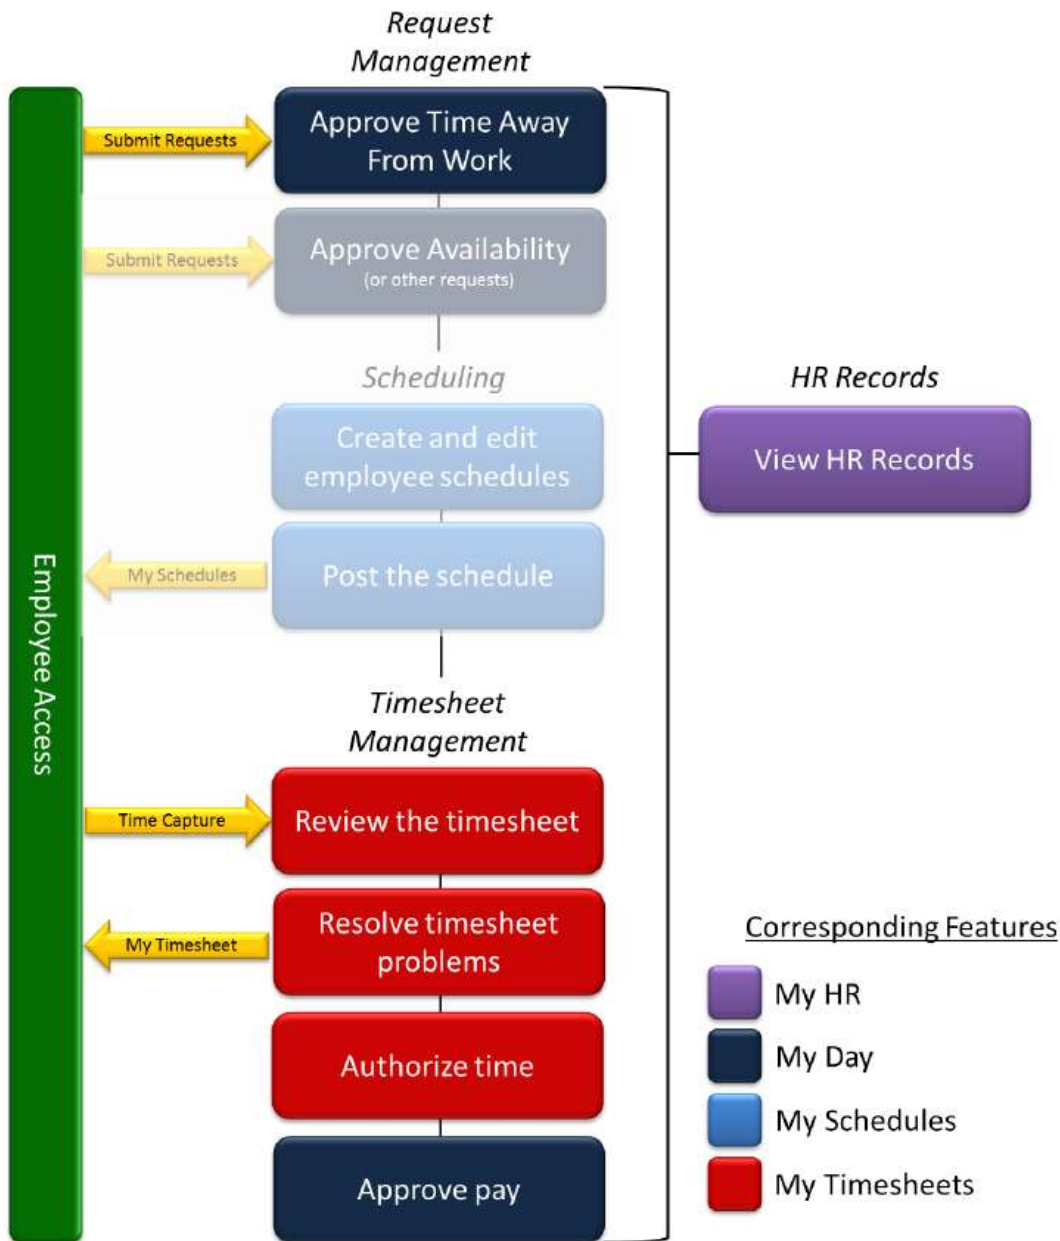 Request
Management
Submit Requests
Approve Time Away
From Work
Submit Requests
Approve Availability
(or other requests)
Scheduling
HR Records
Create and edit
employee schedules
View HR Records
My Schedules
Post the schedule
Employee Access
Timesheet
Management
Time Capture
Review the timesheet
My Timesheet
Resolve timesheet
problems
Authorize time
Approve pay
Corresponding Features
My HR
My Day
My Schedules
My Timesheets